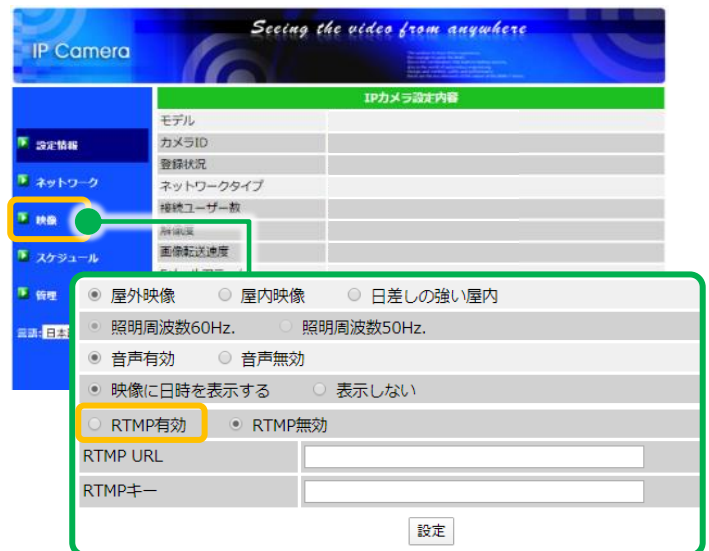 Seeing the video from anywhere
IP Camera
IPカメラ設定内容
モデル
設定情報
カメラID
登録状況
ネットワーク
ネットワークタイプ
接続ユーザー数
映像
解像度
スケジュール
画像転送速度
管理
屋外映像 屋内映像 日差しの強い屋内
照明周波数60Hz. 照明周波数50Hz.
言語: 日本
音声有効 音声無効
映像に日時を表示する 表示しない
RTMP有効 RTMP無効
RTMP URL
RTMPキー
設定